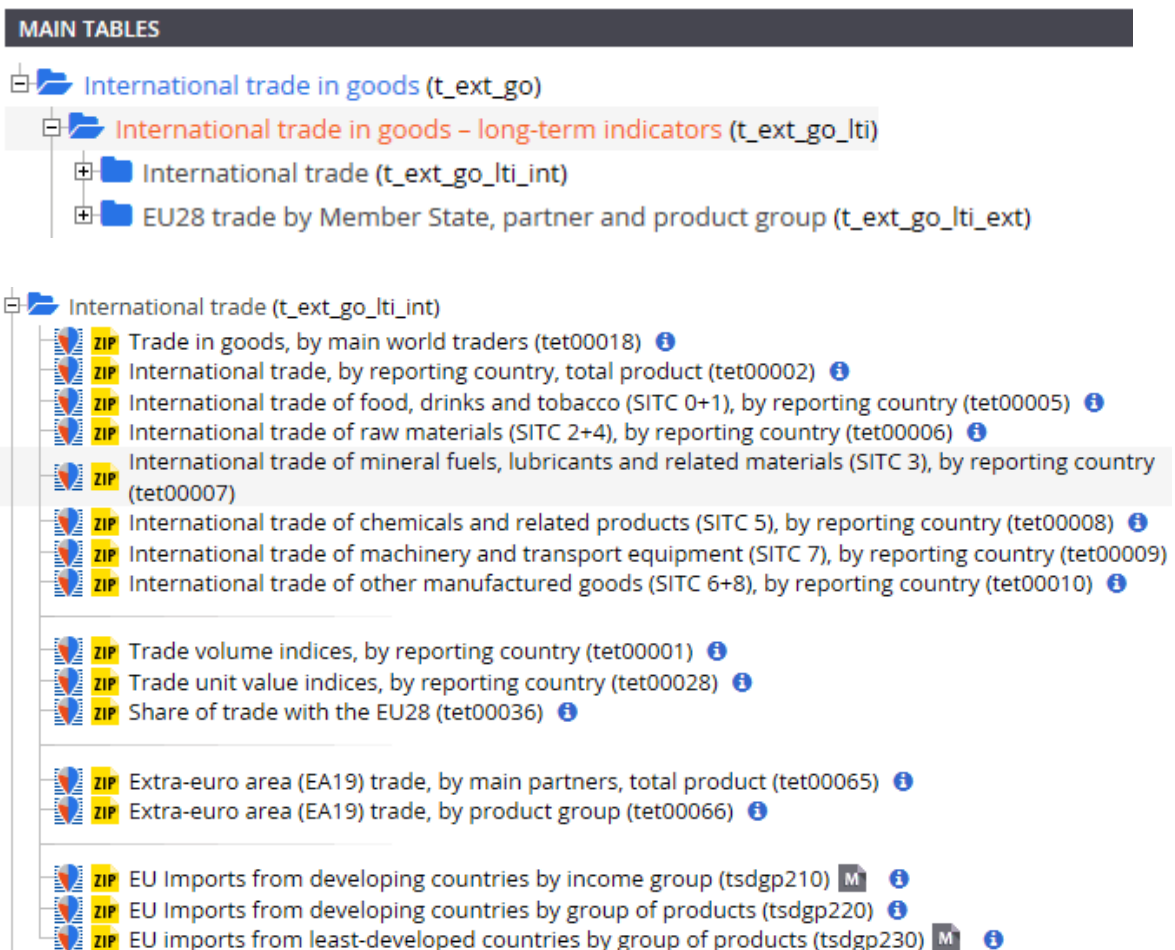 MAIN TABLES
International trade in goods (t_ext_go)
International trade in goods – long-term indicators (t_ext_go_lti)
International trade (t_ext_go_lti_int)
EU28 trade by Member State, partner and product group (t_ext_go_lti_ext)
International trade (t_ext_go_lti_int)
ZIP Trade in goods, by main world traders (tet00018) i
ZIP International trade, by reporting country, total product (tet00002) i
ZIP International trade of food, drinks and tobacco (SITC 0+1), by reporting country (tet00005) i
ZIP International trade of raw materials (SITC 2+4), by reporting country (tet00006) i
ZIP International trade of mineral fuels, lubricants and related materials (SITC 3), by reporting country
(tet00007)
ZIP International trade of chemicals and related products (SITC 5), by reporting country (tet00008) i
ZIP International trade of machinery and transport equipment (SITC 7), by reporting country (tet00009)
ZIP International trade of other manufactured goods (SITC 6+8), by reporting country (tet00010) i
ZIP Trade volume indices, by reporting country (tet00001) i
ZIP Trade unit value indices, by reporting country (tet00028) i
ZIP Share of trade with the EU28 (tet00036) i
ZIP Extra-euro area (EA19) trade, by main partners, total product (tet00065) i
ZIP Extra-euro area (EA19) trade, by product group (tet00066) i
ZIP EU Imports from developing countries by income group (tsdgp210) M i
ZIP EU Imports from developing countries by group of products (tsdgp220) i
ZIP EU imports from least-developed countries by group of products (tsdgp230) M i